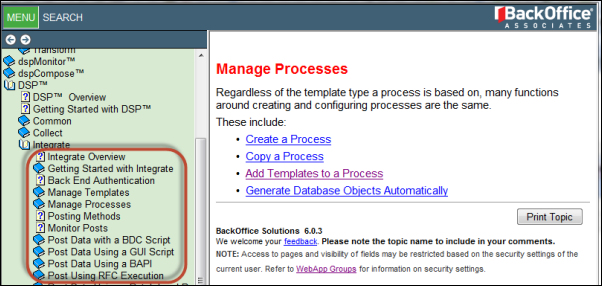 MENU SEARCH
BackOffice
ASSOCIATES
Transform
dspMonitor™
dspCompose™
DSP™
DSP™ Overview
Getting Started with DSP™
Common
Collect
Integrate
Integrate Overview
Getting Started with Integrate
Back End Authentication
Manage Templates
Manage Processes
Posting Methods
Monitor Posts
Post Data with a BDC Script
Post Data Using a GUI Script
Post Data Using a BAPI
Post Using RFC Execution
Manage Processes
Regardless of the template type a process is based on, many functions
around creating and configuring processes are the same.
These include:
• Create a Process
• Copy a Process
• Add Templates to a Process
• Generate Database Objects Automatically
Print Topic
BackOffice Solutions 6.0.3
We welcome your feedback. Please note the topic name to include in your comments.
NOTE: Access to pages and visibility of fields may be restricted based on the security settings of the
current user. Refer to WebApp Groups for information on security settings.